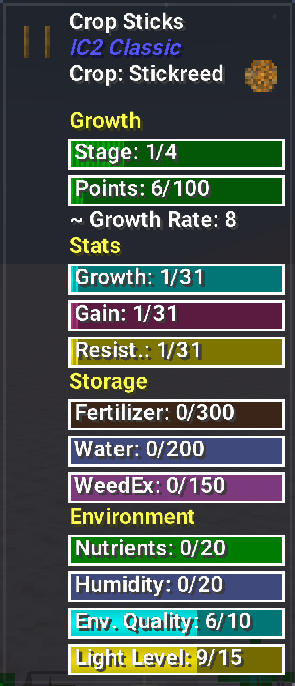 Crop Sticks
IC2 Classic
Crop: Stickreed
Growth
Stage: 1/4
Points: 6/100
~ Growth Rate: 8
Stats
Growth: 1/31
Gain: 1/31
Resist.: 1/31
Storage
Fertilizer: 0/300
Water: 0/200
WeedEx: 0/150
Environment
Nutrients: 0/20
Humidity: 0/20
Env. Quality: 6/10
Light Level: 9/15